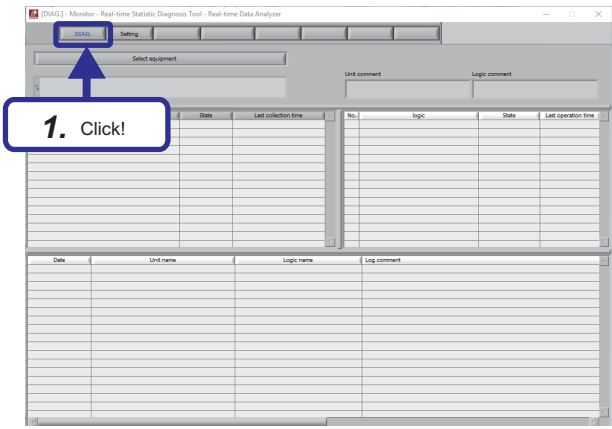 [DIAG.] - Monitor - Real-time Statistic Diagnosis Tool - Real-time Data Analyzer
DIAG. Setting
Select equipment
Unit comment Logic comment
1. Click!
State Last collection time No. logic State Last operation time
Date Unit name Logic name Log comment